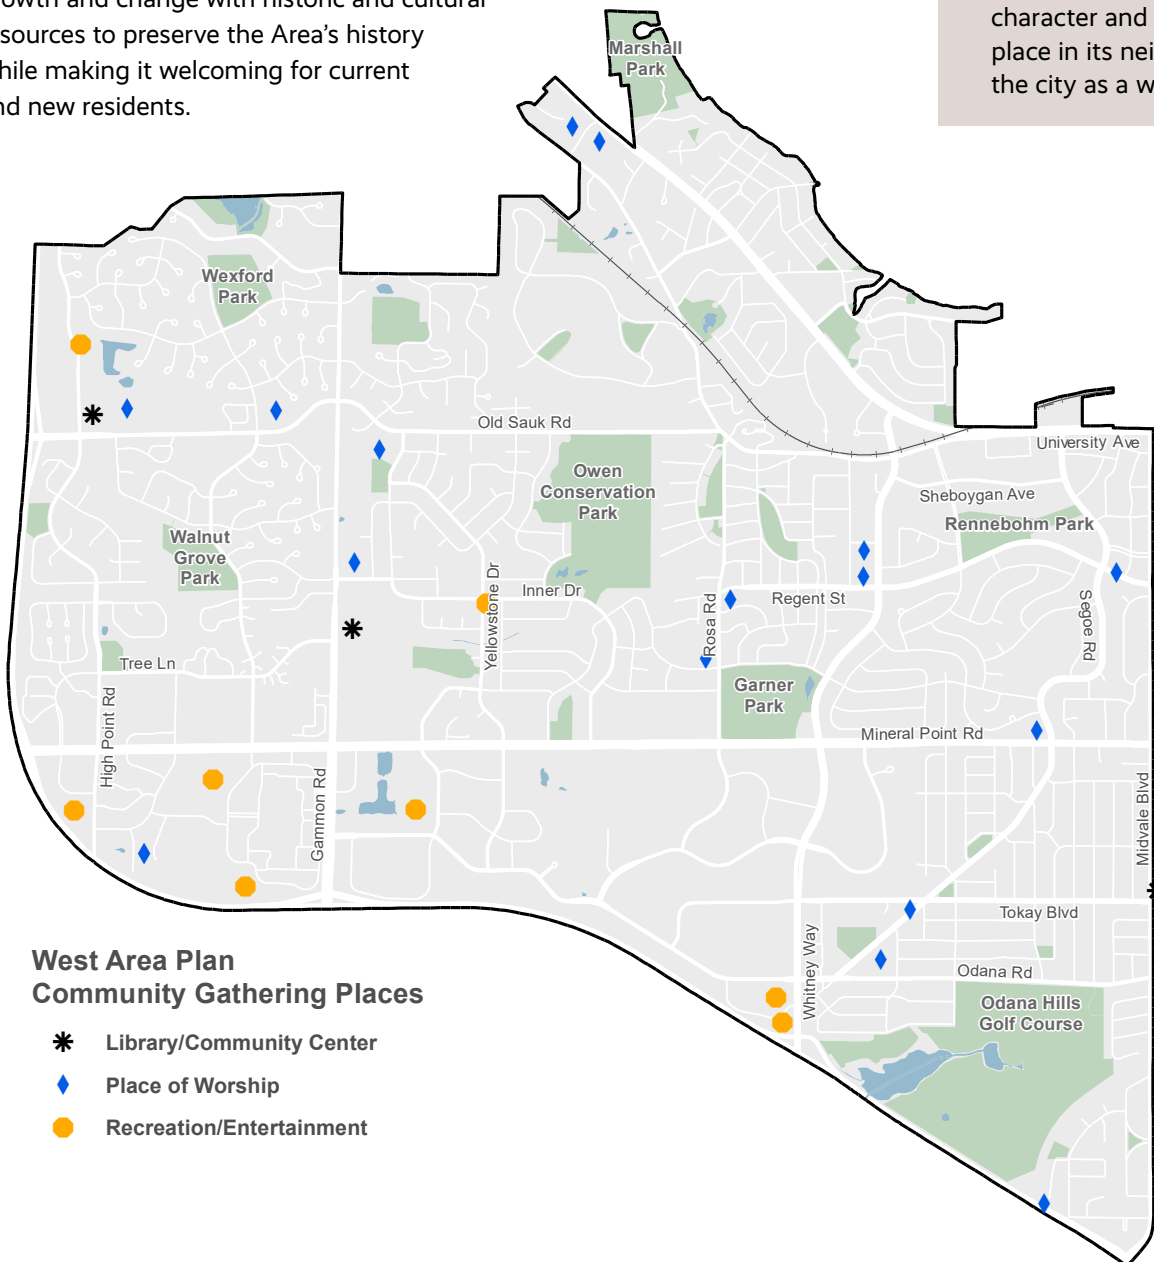 owth and change with historic and cultural
sources to preserve the Area’s history
hile making it welcoming for current
nd new residents.
character and
place in its nei
the city as a w
Marshall
Park
Wexford
Park
Old Sauk Rd
University Ave
Owen
Conservation
Park
Sheboygan Ave
Rennebohm Park
Walnut
Grove
Park
Yellowstone Dr
Inner Dr
Rosa Rd
Regent St
Segoe Rd
Tree Ln
High Point Rd
Garner
Park
Mineral Point Rd
Gammon Rd
Midvale Blvd
Tokay Blvd
Whitney Way
Odana Rd
Odana Hills
Golf Course
West Area Plan
Community Gathering Places
Library/Community Center
Place of Worship
Recreation/Entertainment